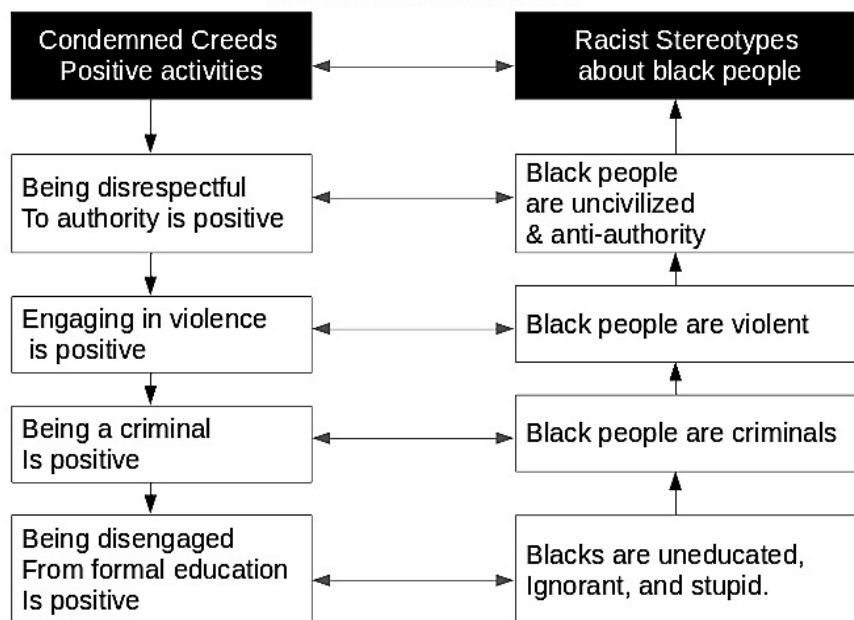 Condemned Creeds
Positive activities
Racist Stereotypes
about black people
Being disrespectful
To authority is positive
Black people
are uncivilized
& anti-authority
Engaging in violence
is positive
Black people are violent
Being a criminal
Is positive
Black people are criminals
Being disengaged
From formal education
Is positive
Blacks are uneducated,
Ignorant, and stupid.